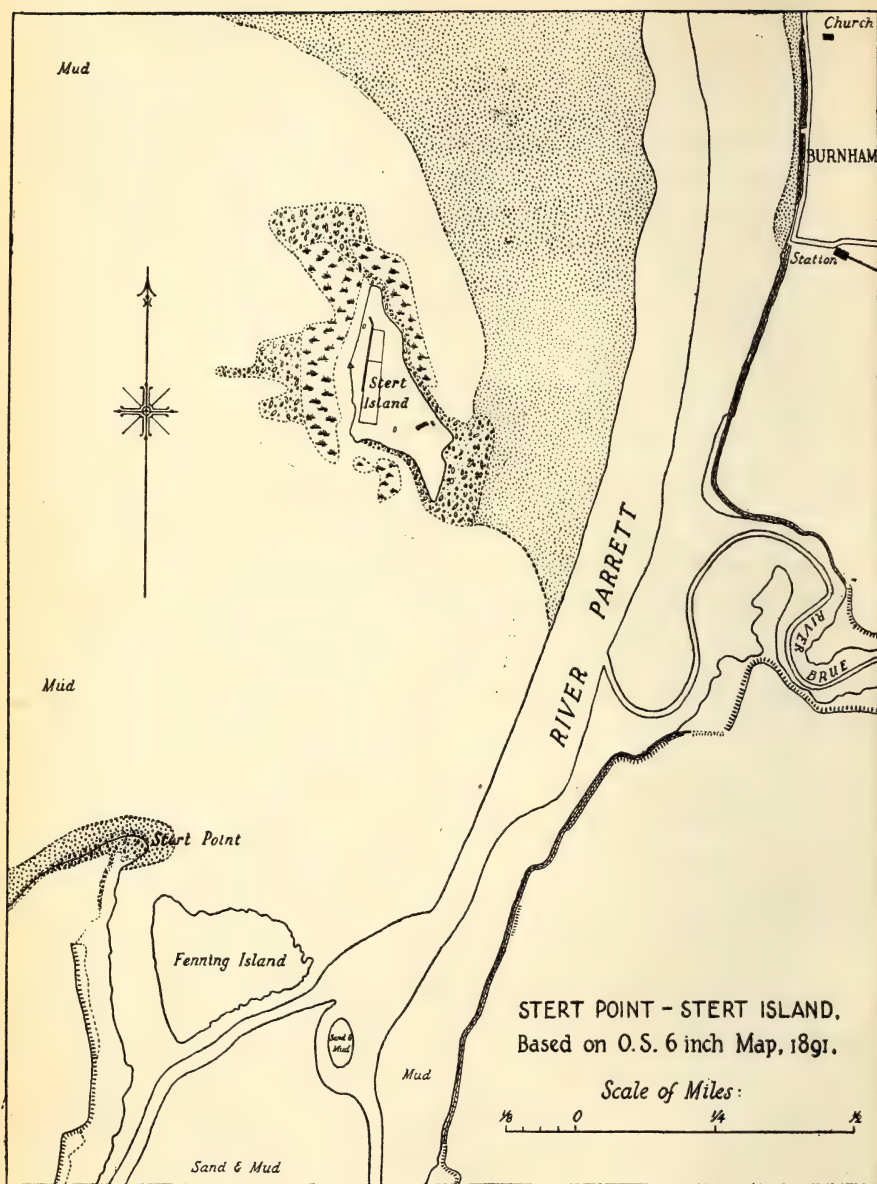 Church
Mud
BURNHAM
Station
Stert
Island
RIVER PARRETT
RIVER
BRUE
Mud
Stert Point
Fenning Island
STERT POINT – STERT ISLAND.
Based on O.S. 6 inch Map, 1891.
Sand &
Mud
Mud
Scale of Miles:
⅛ 0 ¼ ½
Sand & Mud